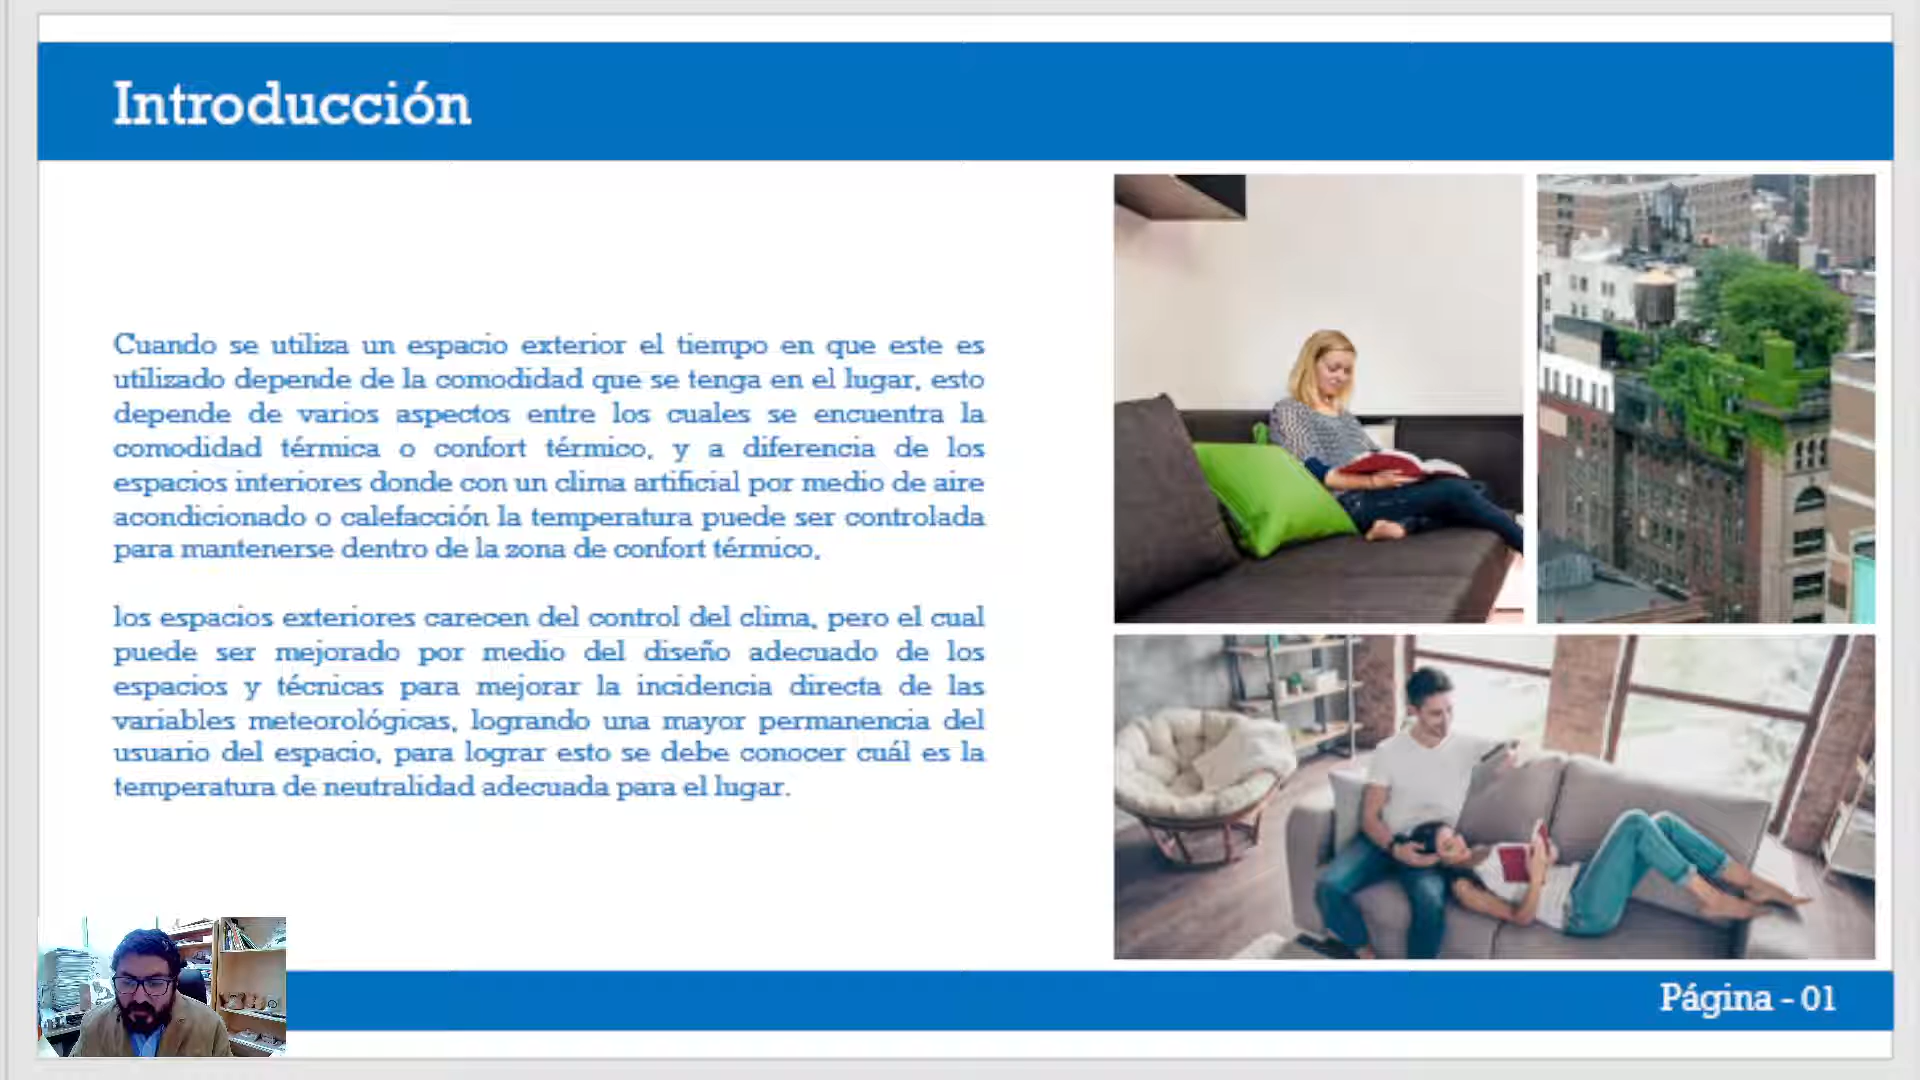 Introducción
Cuando se utiliza un espacio exterior el tiempo en que este es
utilizado depende de la comodidad que se tenga en el lugar, esto
depende de varios aspectos entre los cuales se encuentra la
comodidad térmica o confort térmico, y a diferencia de los
espacios interiores donde con un clima artificial por medio de aire
acondicionado o calefacción la temperatura puede ser controlada
para mantenerse dentro de la zona de confort térmico,
los espacios exteriores carecen del control del clima, pero el cual
puede ser mejorado por medio del diseño adecuado de los
espacios y técnicas para mejorar la incidencia directa de las
variables meteorológicas, logrando una mayor permanencia del
usuario del espacio, para lograr esto se debe conocer cuál es la
temperatura de neutralidad adecuada para el lugar.
Página - 01